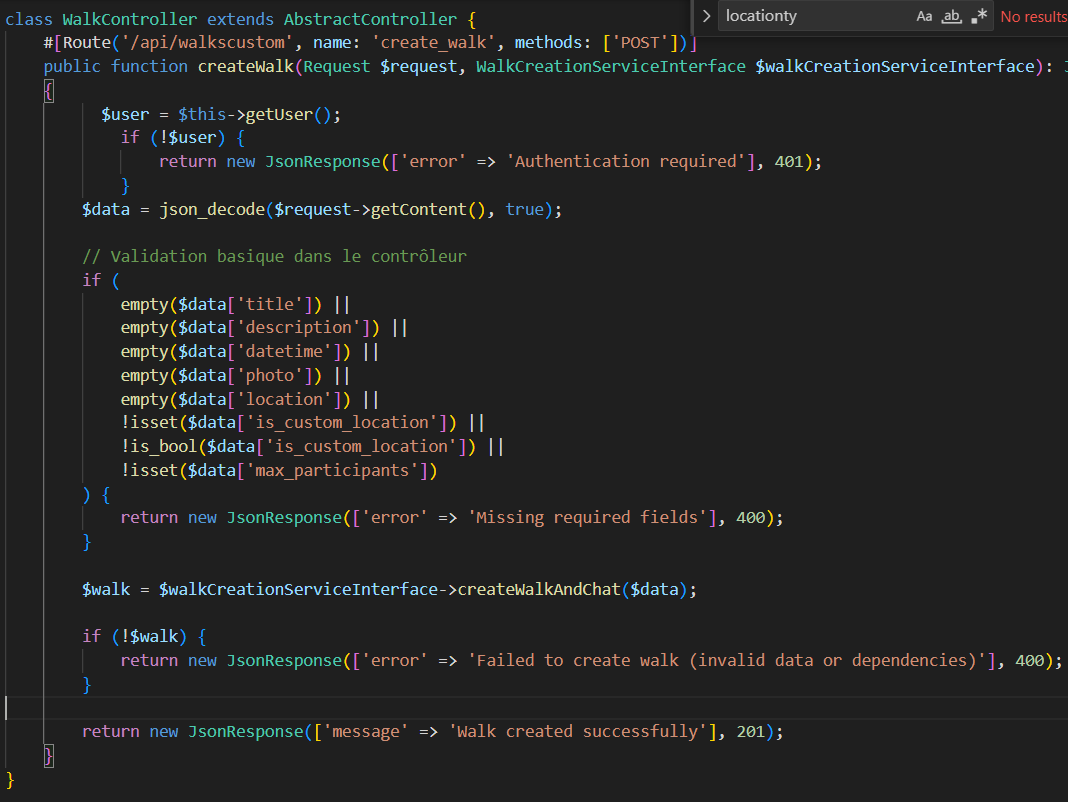 class WalkController extends AbstractController {
locationty
Aa ab .* No results
#[Route('/api/walkscustom', name: 'create_walk', methods: ['POST'])]
public function createWalk(Request $request, WalkCreationServiceInterface $walkCreationServiceInterface):
{
$user = $this->getUser();
if (!$user) {
return new JsonResponse(['error' => 'Authentication required'], 401);
}
$data = json_decode($request->getContent(), true);
// Validation basique dans le contrôleur
if (
empty($data['title']) ||
empty($data['description']) ||
empty($data['datetime']) ||
empty($data['photo']) ||
empty($data['location']) ||
!isset($data['is_custom_location']) ||
!is_bool($data['is_custom_location']) ||
!isset($data['max_participants'])
) {
return new JsonResponse(['error' => 'Missing required fields'], 400);
}
$walk = $walkCreationServiceInterface->createWalkAndChat($data);
if (!$walk) {
return new JsonResponse(['error' => 'Failed to create walk (invalid data or dependencies)'], 400);
}
return new JsonResponse(['message' => 'Walk created successfully'], 201);
}
}